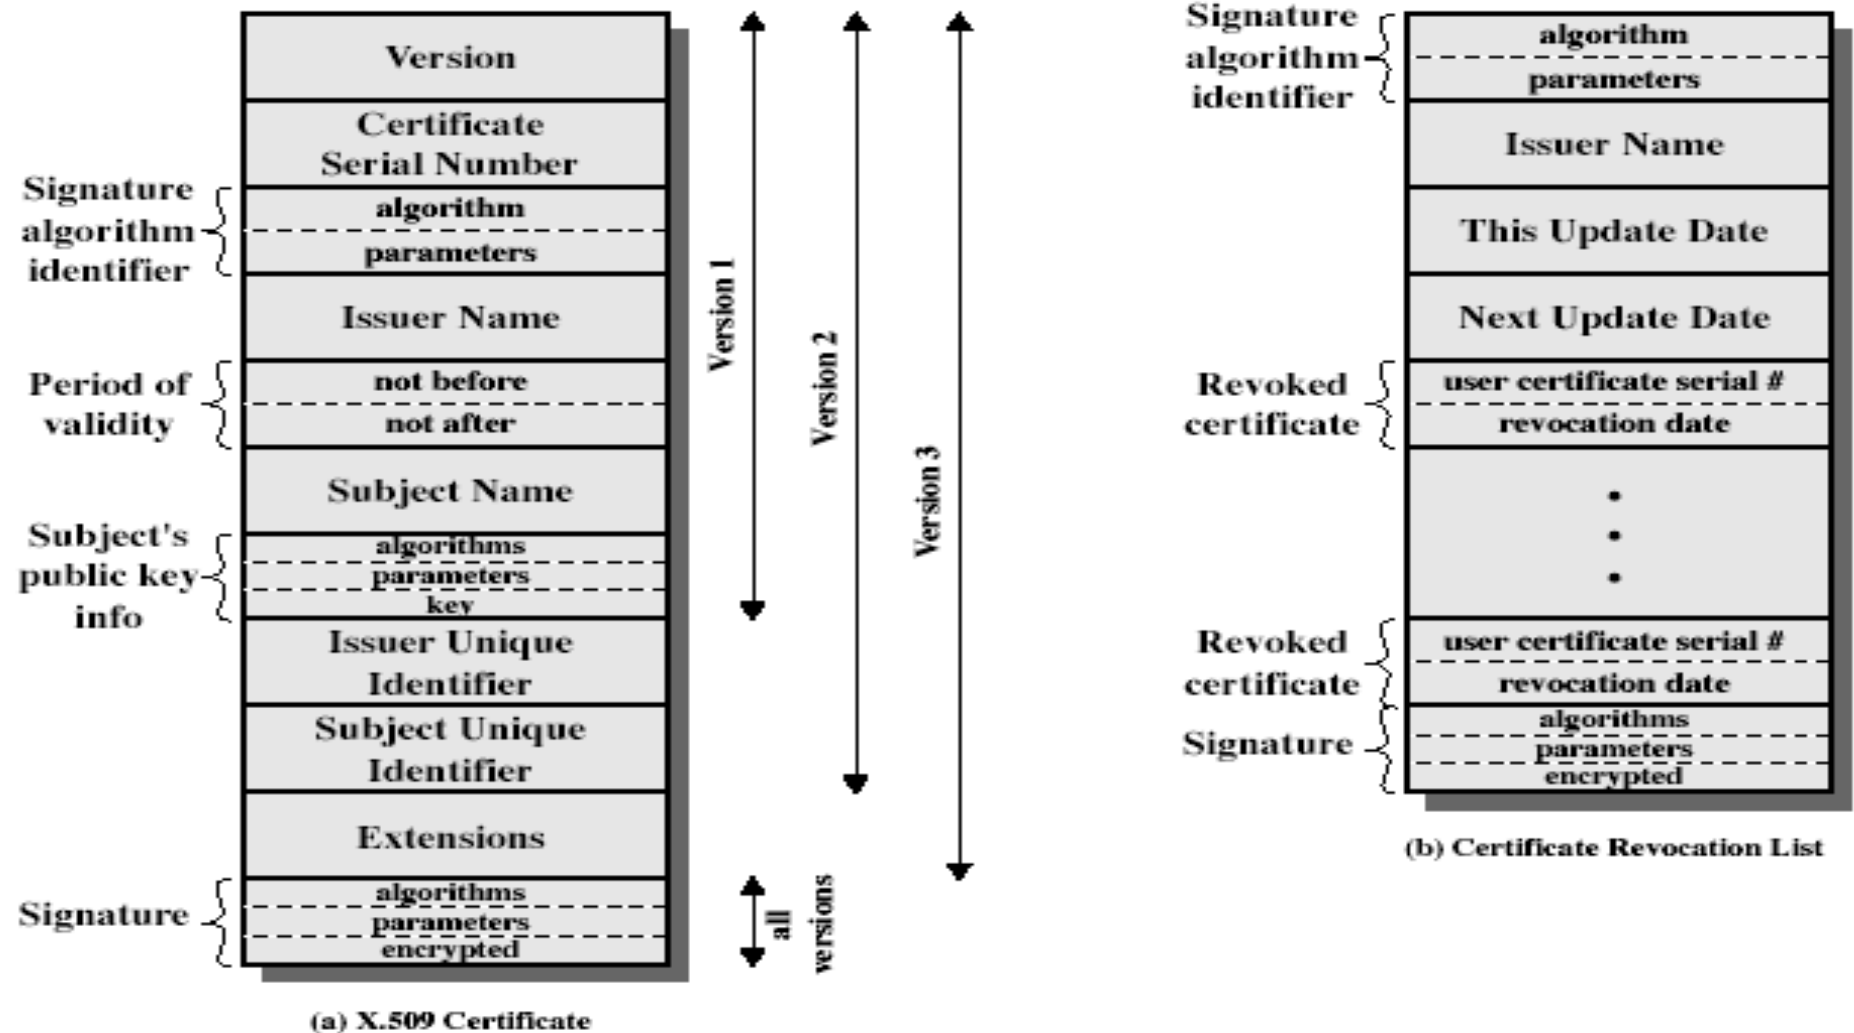 Version
Certificate
Serial Number
Signature
algorithm
identifier
algorithm
parameters
Issuer Name
Period of
validity
not before
not after
Subject Name
Subject's
public key
info
algorithms
parameters
key
Issuer Unique
Identifier
Subject Unique
Identifier
Extensions
Signature
algorithms
parameters
encrypted
Version 1
Version 2
Version 3
all
versions
(a) X.509 Certificate
Signature
algorithm
identifier
algorithm
parameters
Issuer Name
This Update Date
Next Update Date
Revoked
certificate
user certificate serial #
revocation date
Revoked
certificate
user certificate serial #
revocation date
Signature
algorithms
parameters
encrypted
(b) Certificate Revocation List